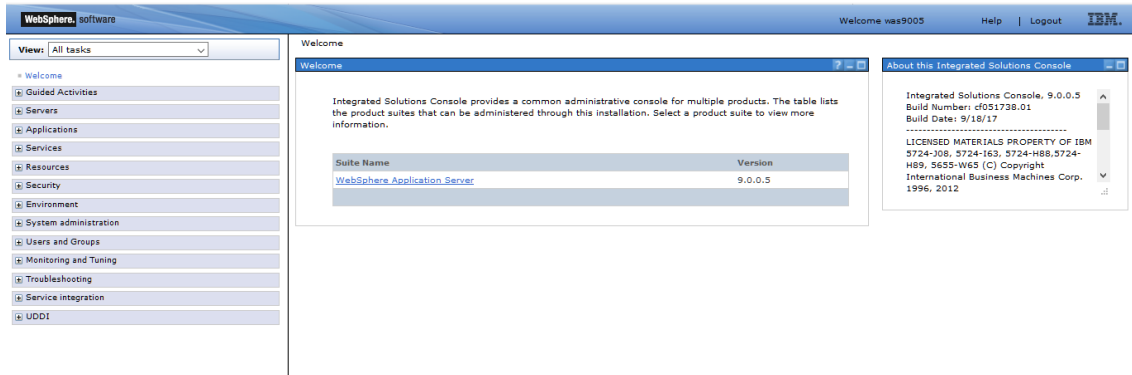 WebSphere. software
Welcome was9005 Help | Logout IBM.
View: All tasks
Welcome
Guided Activities
Servers
Applications
Services
Resources
Security
Environment
System administration
Users and Groups
Monitoring and Tuning
Troubleshooting
Service integration
UDDI
Welcome
Welcome
Integrated Solutions Console provides a common administrative console for multiple products. The table lists
the product suites that can be administered through this installation. Select a product suite to view more
information.
Suite Name Version
WebSphere Application Server 9.0.0.5
About this Integrated Solutions Console
Integrated Solutions Console, 9.0.0.5
Build Number: cf051738.01
Build Date: 9/18/17
---------------------------------------
LICENSED MATERIALS PROPERTY OF IBM
5724-J08, 5724-I63, 5724-H88,5724-
H89, 5655-W65 (C) Copyright
International Business Machines Corp.
1996, 2012